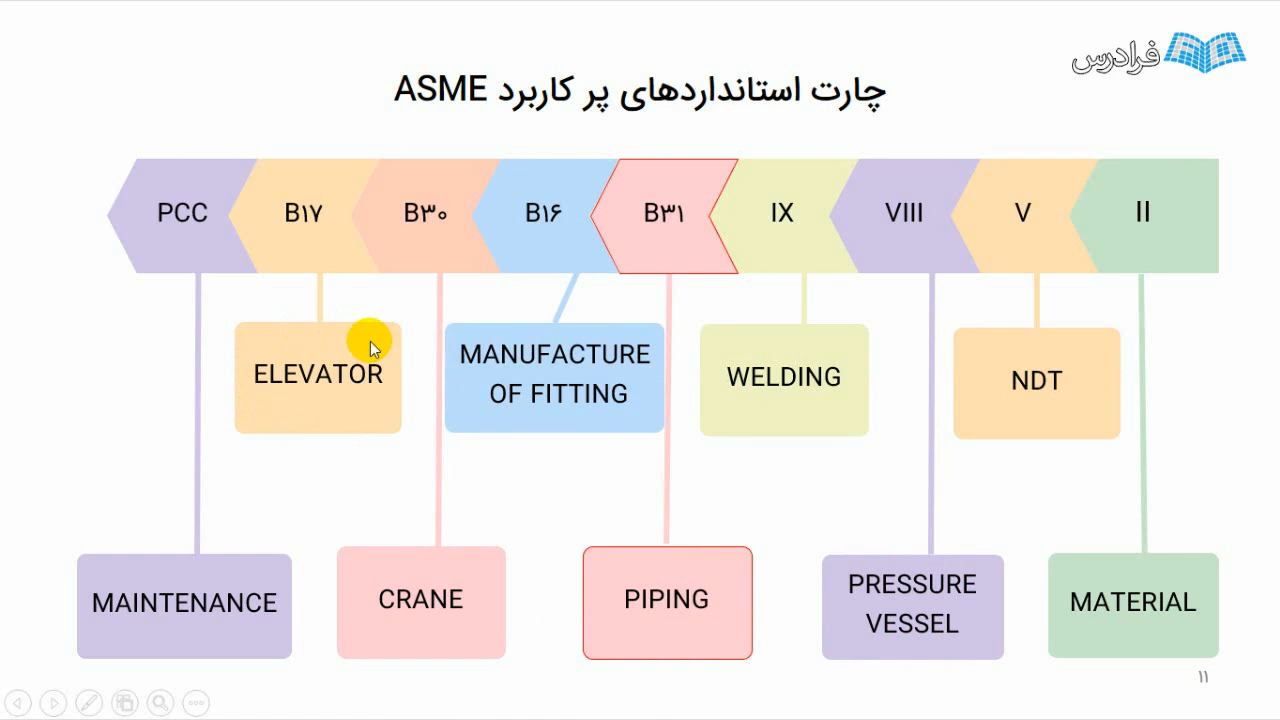 فرادرس
چارت استانداردهای پر کاربرد ASME
II
V
VIII
IX
B۳۱
B۱۶
B۳۰
B۱۷
PCC
ELEVATOR
MANUFACTURE
OF FITTING
WELDING
NDT
MAINTENANCE
CRANE
PIPING
PRESSURE
VESSEL
MATERIAL
۱۱